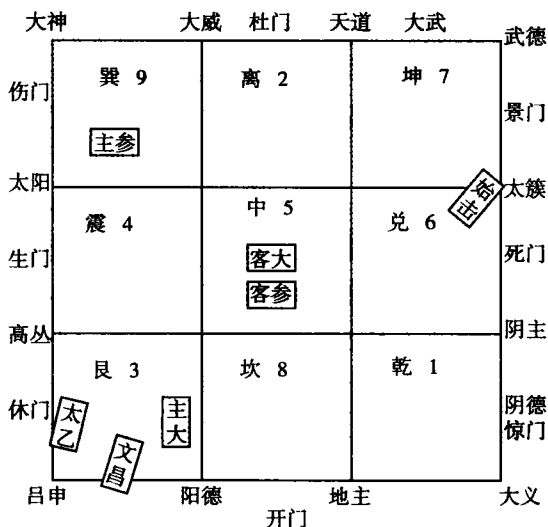 大神 大威 杜门 天道 大武 武德
巽 9 离 2 坤 7
伤门 景门
主参
太阳 始击 太簇
震 4 中 5 兑 6
生门 客大 死门
客参
高丛 阴主
艮 3 坎 8 乾 1
休门 太乙 主大 阴德
文昌 惊门
吕申 阳德 地主 大义
开门